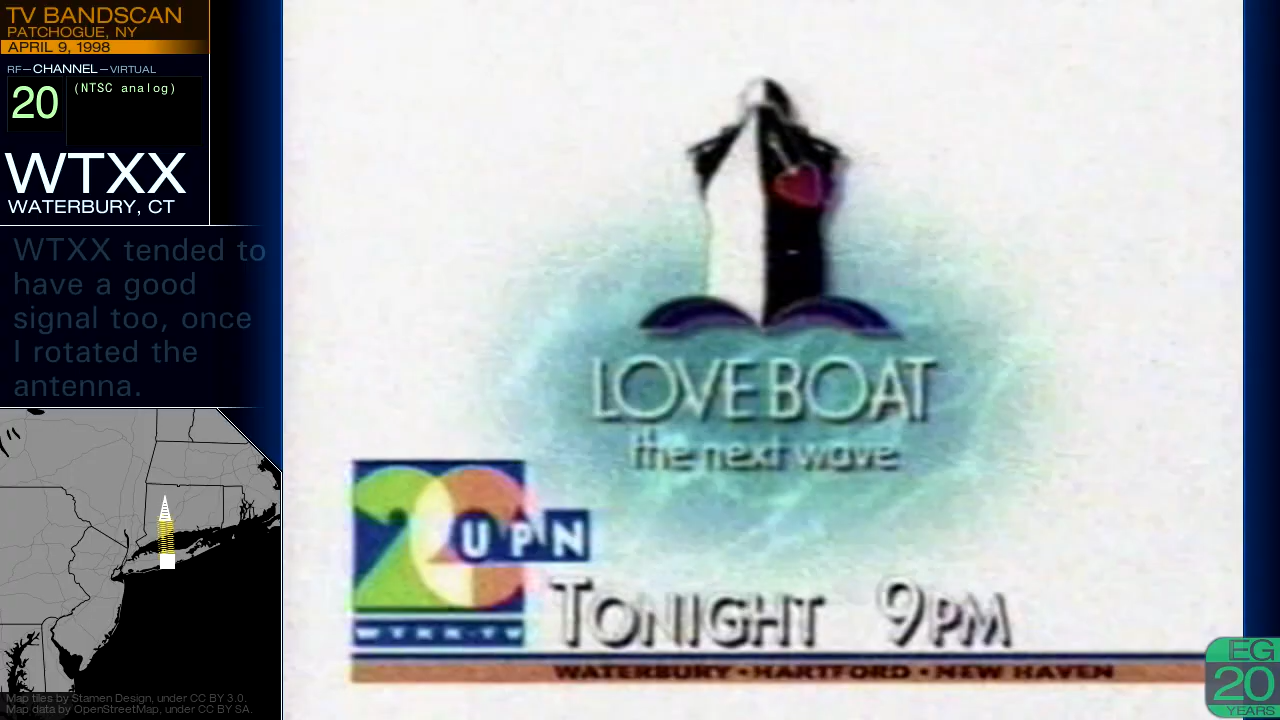 TV BANDSCAN
PATCHOGUE, NY
APRIL 9, 1998
RF–CHANNEL–VIRTUAL
20
(NTSC analog)
WTXX
WATERBURY, CT
WTXX tended to
have a good
signal too, once
I rotated the
antenna.
Map tiles by Stamen Design, under CC BY 3.0.
Map data by OpenStreetMap, under CC BY SA.
LOVE BOAT
the next wave
20
UPN
WTXX-TV
TONIGHT 9PM
WATERBURY • HARTFORD • NEW HAVEN
EG
20
YEARS